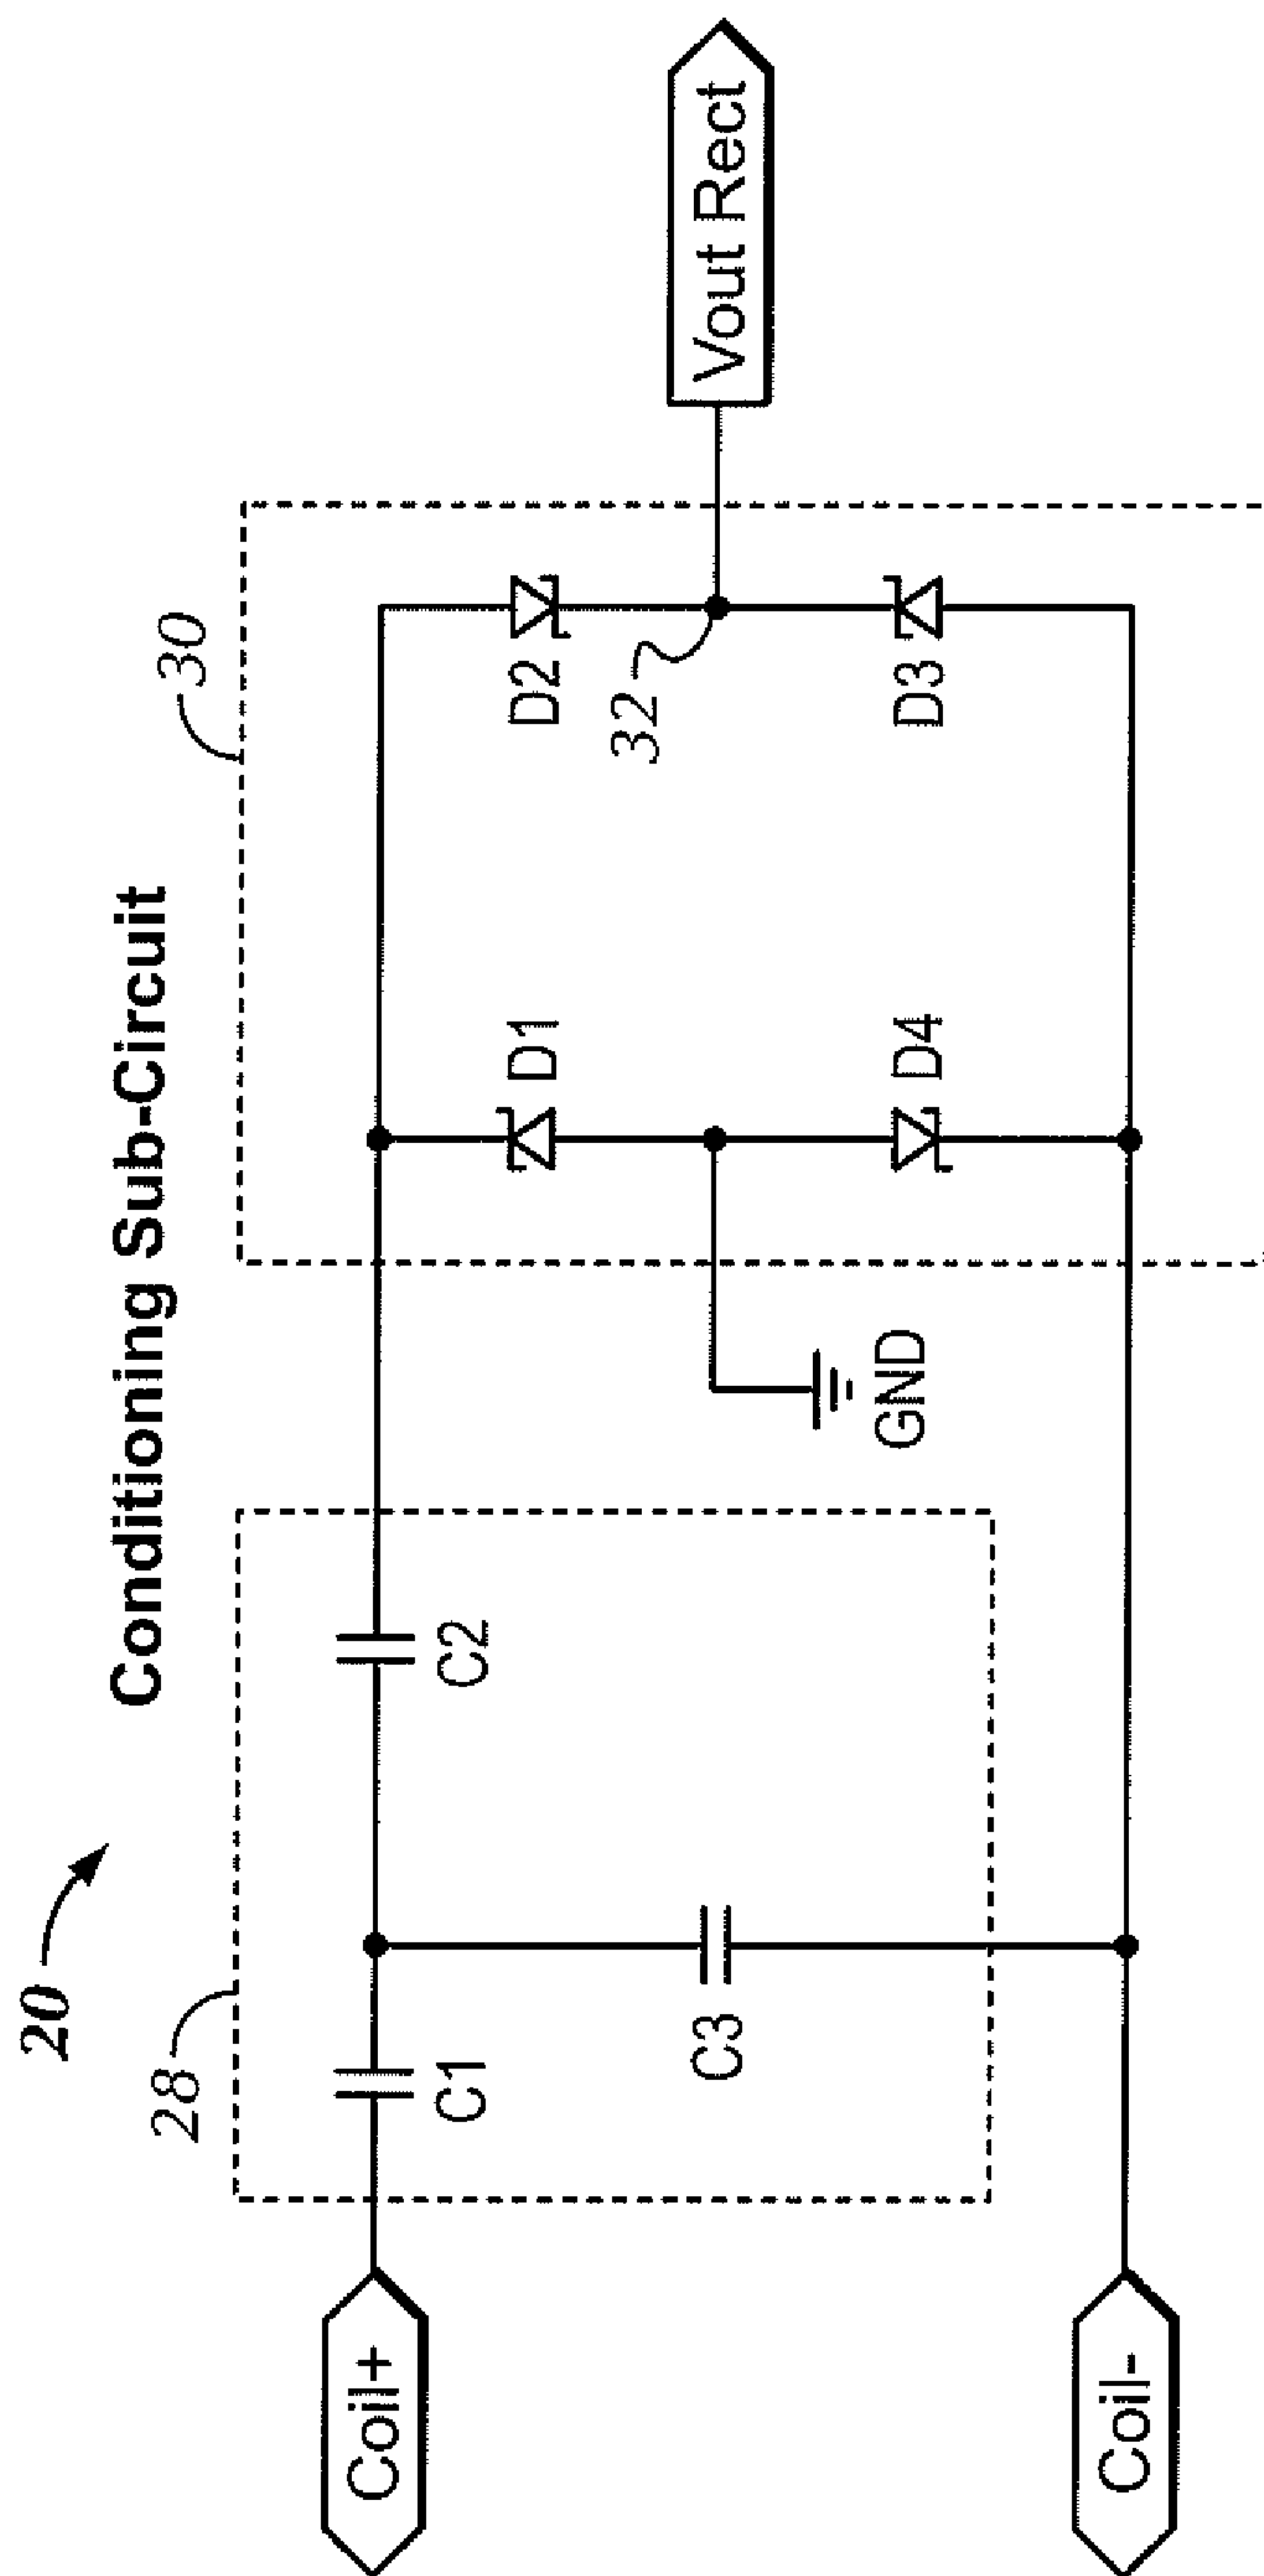 20
Conditioning Sub-Circuit
28
30
Coil+
C1
C2
D1
D2
C3
GND
32
Vout Rect
D4
D3
Coil-